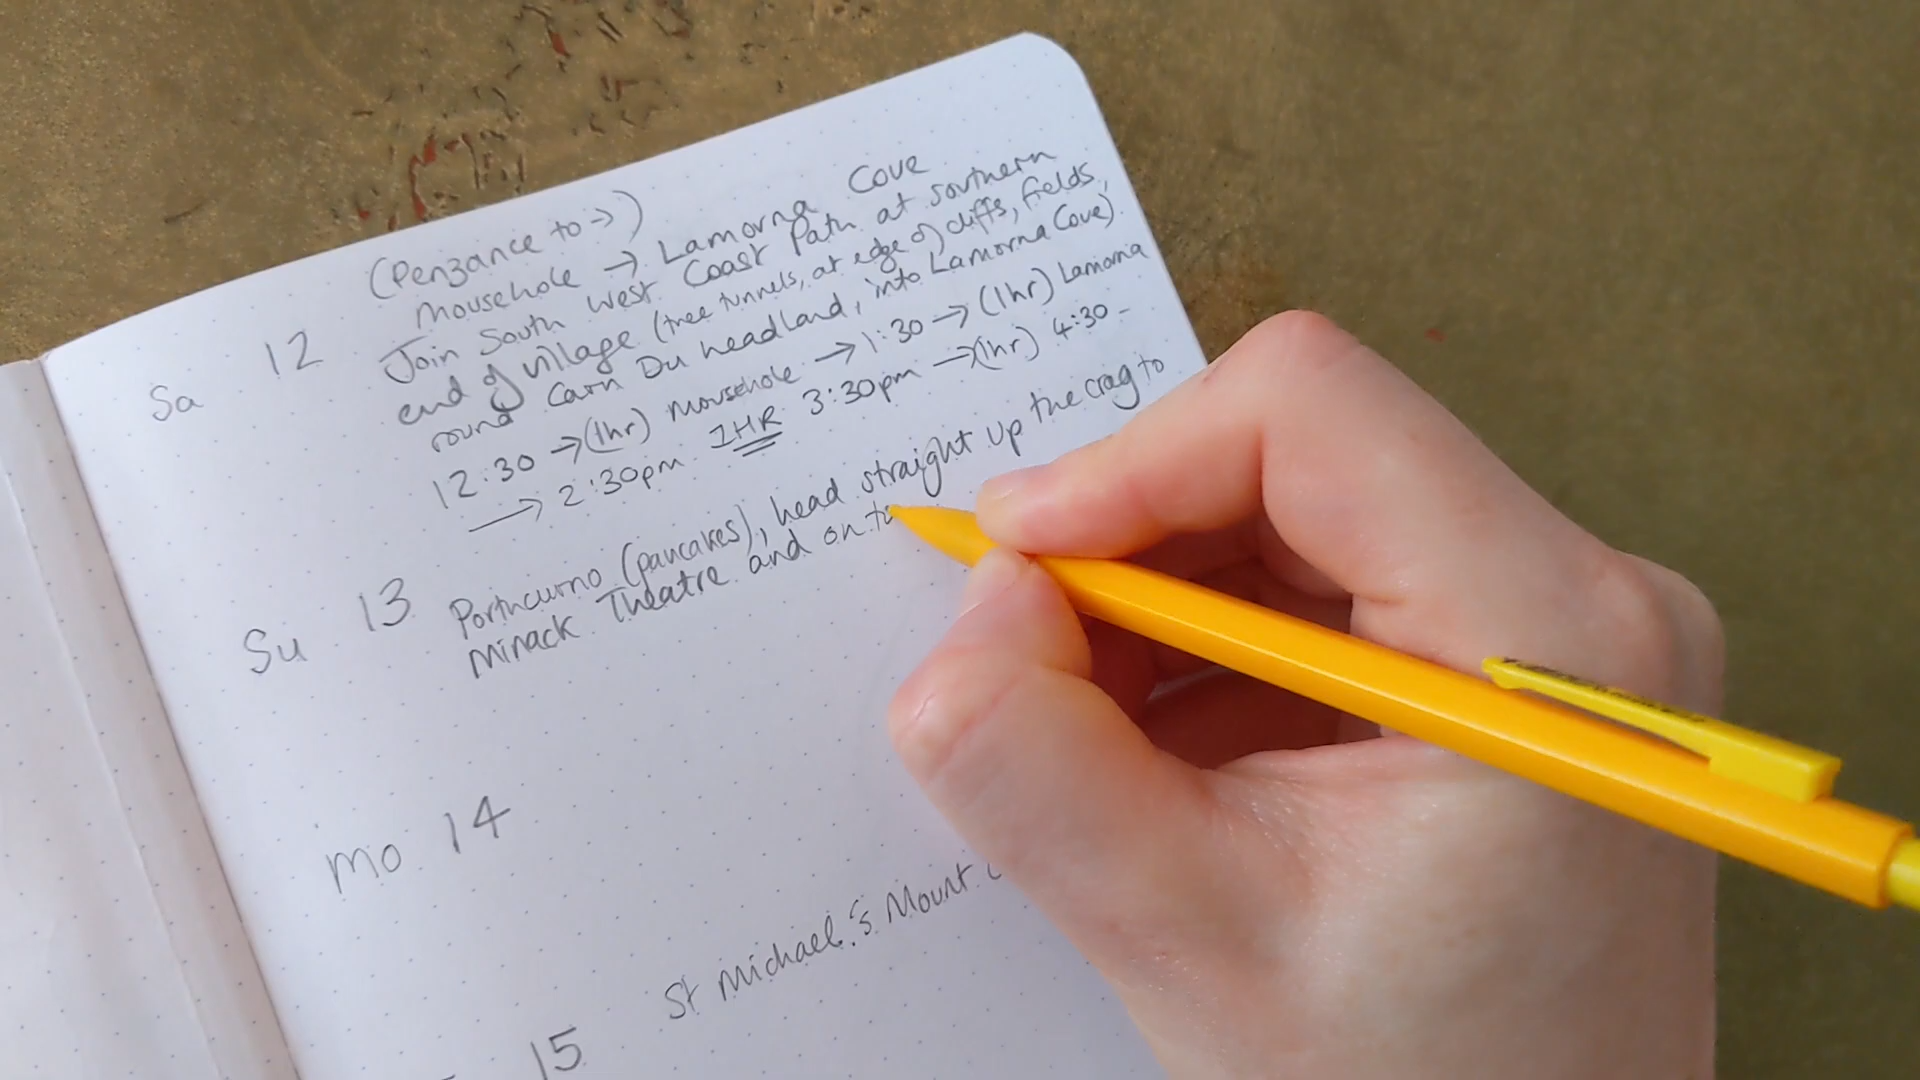 (Penzance to →)
Mousehole → Lamorna Cove
Sa 12 Join South West Coast Path at southern
end of village (tree tunnels, at edge of cliffs, fields,
round Carn Du headland, into Lamorna Cove).
12:30 → (1hr) Mousehole → 1:30 → (1hr) Lamorna
→ 2:30pm 1HR 3:30pm → (1hr) 4:30 -
Su 13 Porthcurno (pancakes), head straight up the crag to
Minack Theatre and on to
Mo 14
St Michael's Mount
15